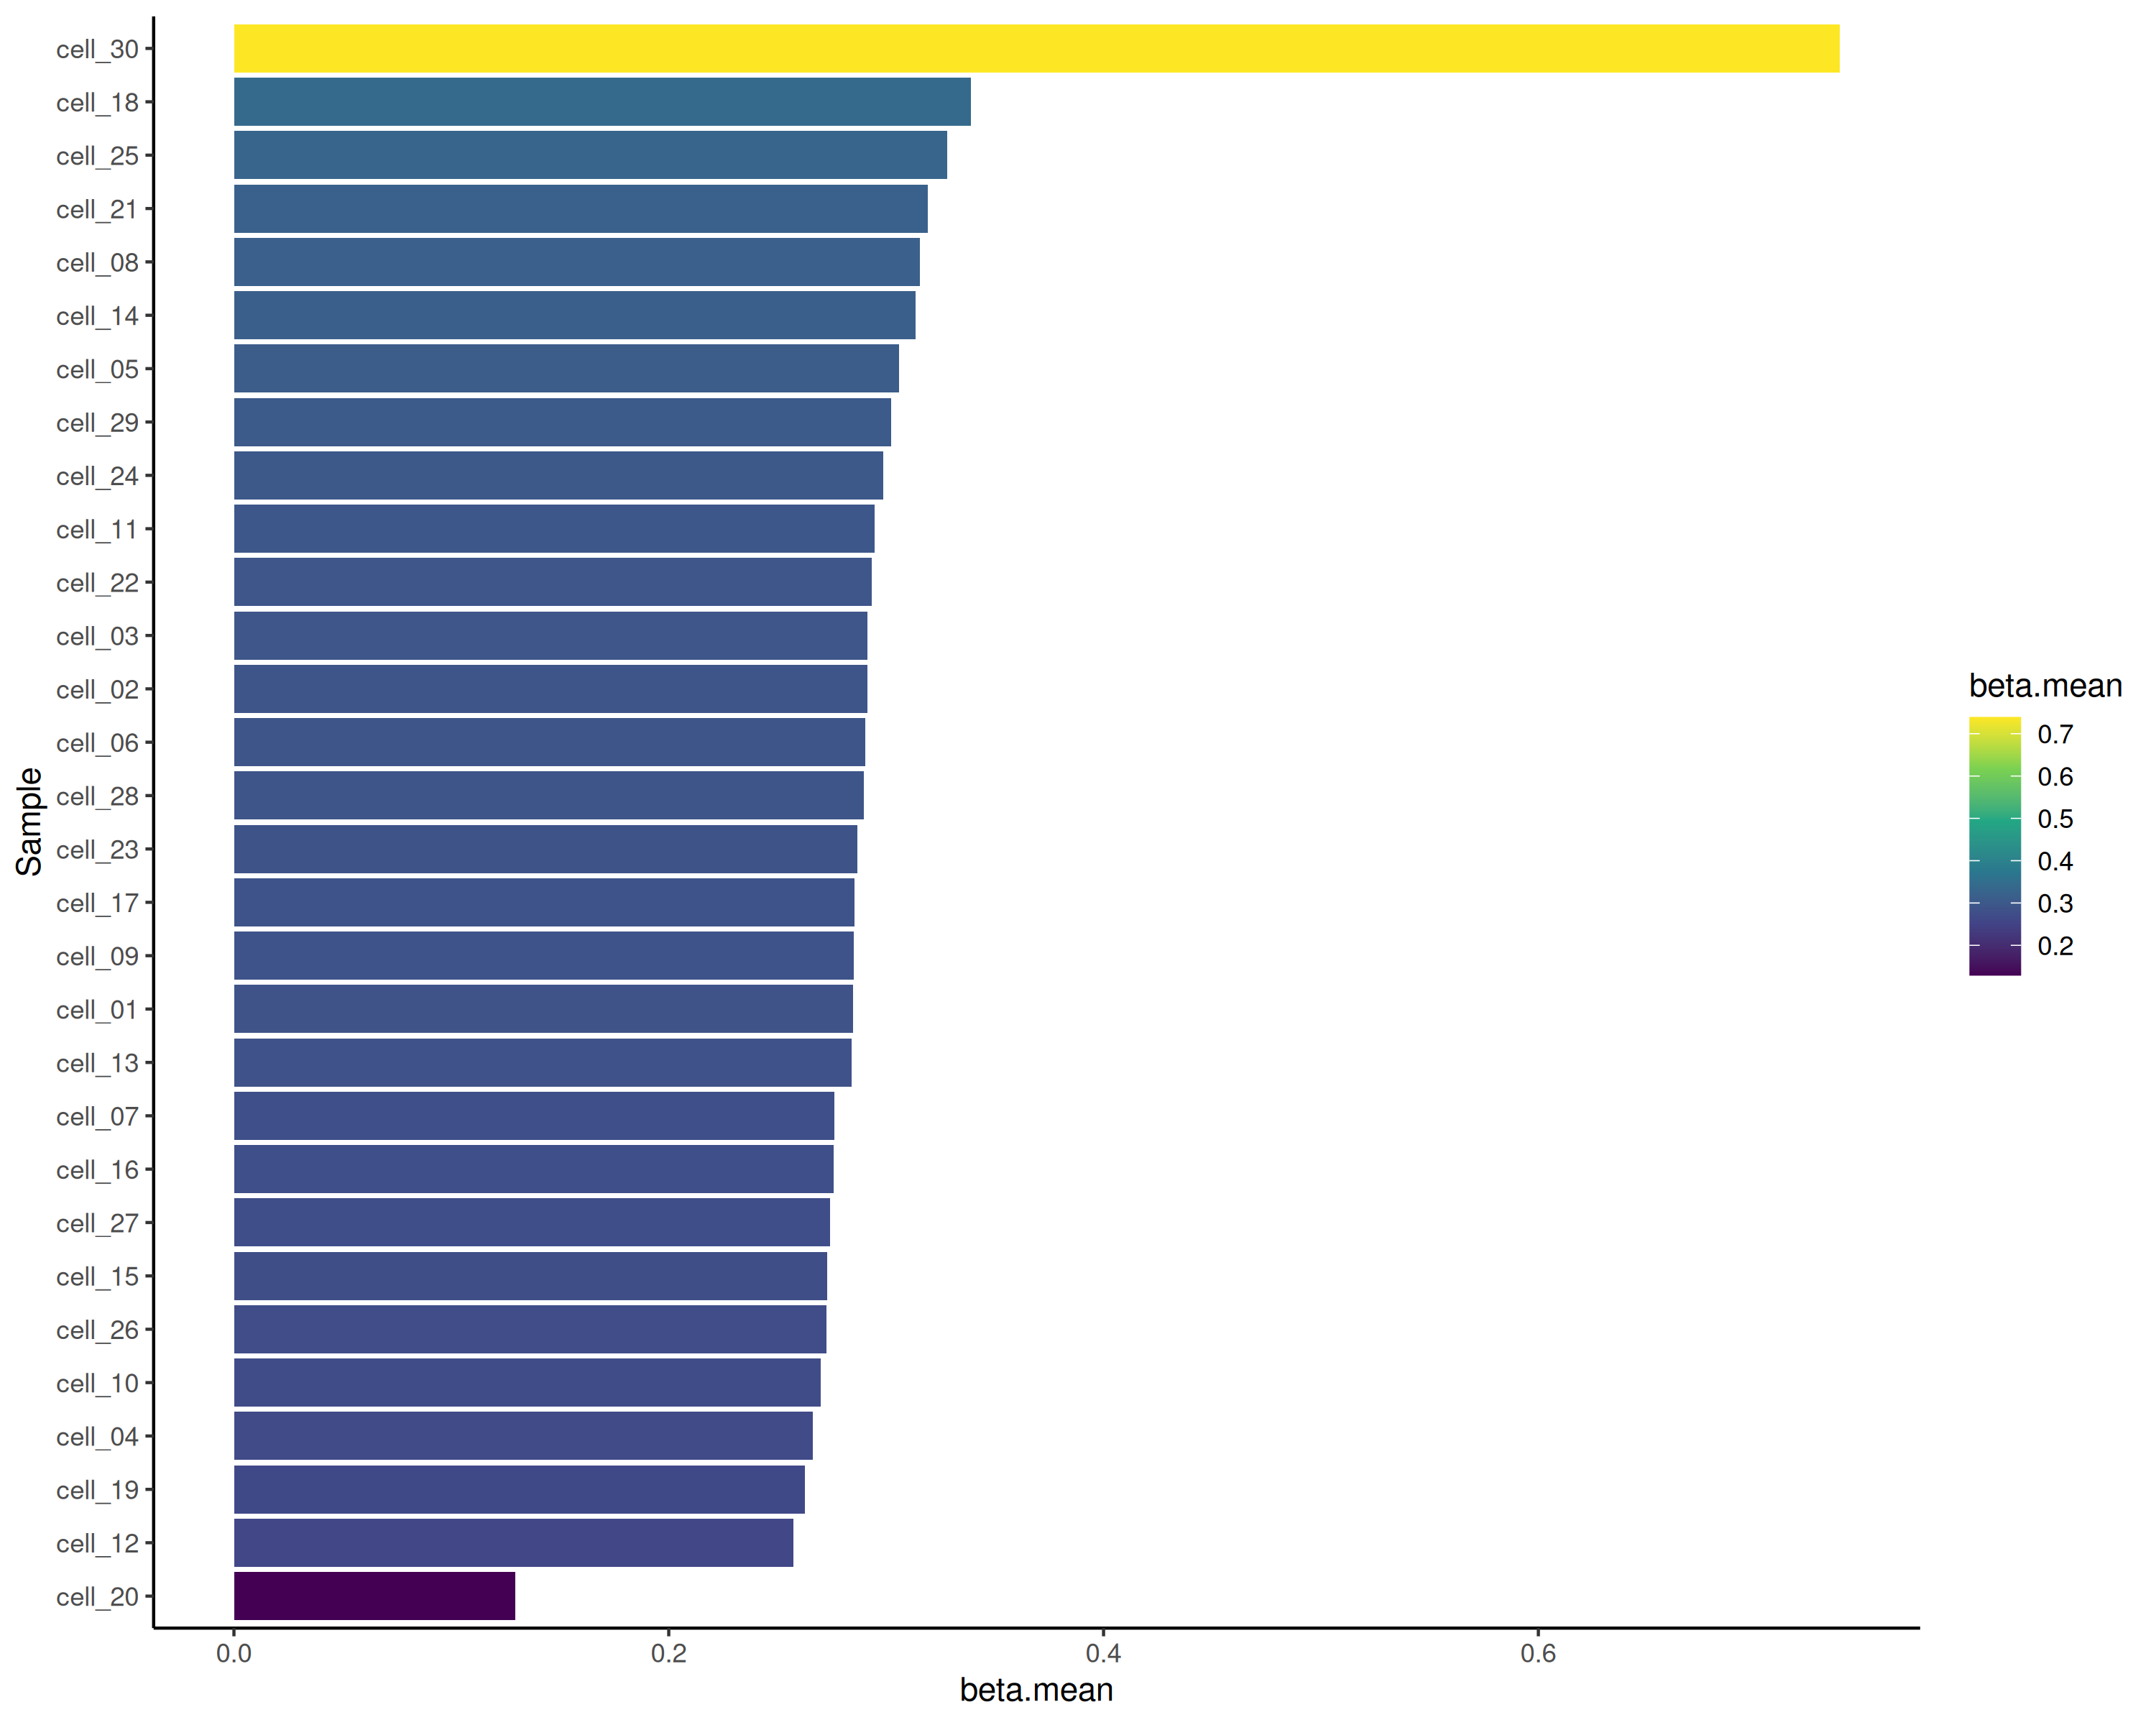 cell_30
cell_18
cell_25
cell_21
cell_08
cell_14
cell_05
cell_29
cell_24
cell_11
cell_22
cell_03
cell_02
cell_06
cell_28
cell_23
cell_17
cell_09
cell_01
cell_13
cell_07
cell_16
cell_27
cell_15
cell_26
cell_10
cell_04
cell_19
cell_12
cell_20
Sample
0.0 0.2 0.4 0.6
beta.mean
beta.mean
0.7
0.6
0.5
0.4
0.3
0.2